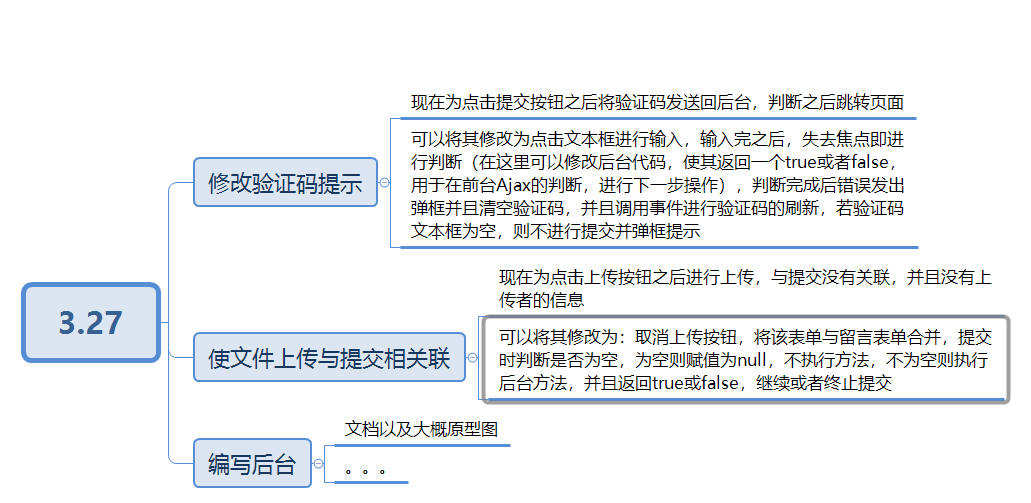 现在为点击提交按钮之后将验证码发送回后台，判断之后跳转页面
可以将其修改为点击文本框进行输入，输入完之后，失去焦点即进
行判断（在这里可以修改后台代码，使其返回一个true或者false，
用于在前台Ajax的判断，进行下一步操作），判断完成后错误发出
弹框并且清空验证码，并且调用事件进行验证码的刷新，若验证码
文本框为空，则不进行提交并弹框提示
修改验证码提示
3.27
现在为点击上传按钮之后进行上传，与提交没有关联，并且没有上
传者的信息
可以将其修改为：取消上传按钮，将该表单与留言表单合并，提交
时判断是否为空，为空则赋值为null，不执行方法，不为空则执行
后台方法，并且返回true或false，继续或者终止提交
使文件上传与提交相关联
文档以及大概原型图
编写后台
。。。